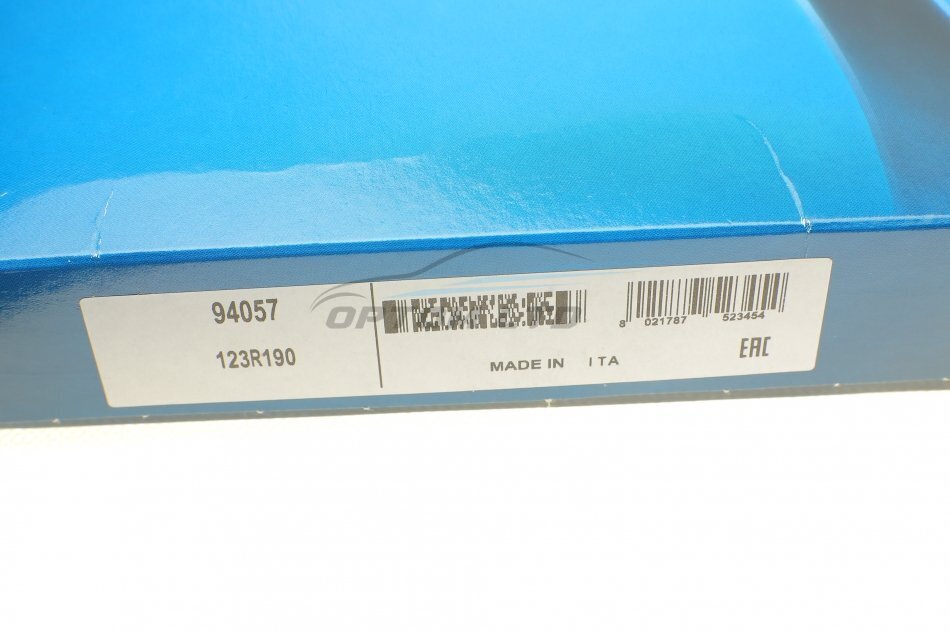 94057
123R190
8 021787 523454
MADE IN ITA
EAC